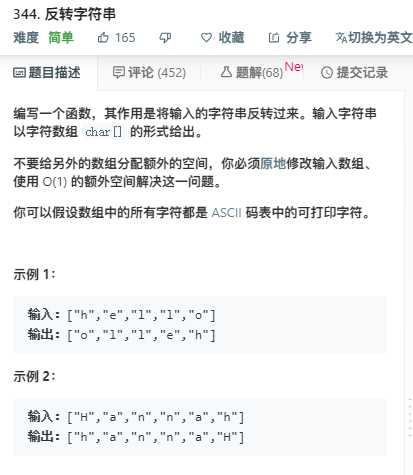 344. 反转字符串
难度 简单 165 收藏 分享 切换为英文
题目描述 评论 (452) 题解(68) New 提交记录
编写一个函数，其作用是将输入的字符串反转过来。输入字符串
以字符数组 char[] 的形式给出。
不要给另外的数组分配额外的空间，你必须原地修改输入数组、
使用 O(1) 的额外空间解决这一问题。
你可以假设数组中的所有字符都是 ASCII 码表中的可打印字符。
示例 1：
输入：["h","e","l","l","o"]
输出：["o","l","l","e","h"]
示例 2：
输入：["H","a","n","n","a","h"]
输出：["h","a","n","n","a","H"]